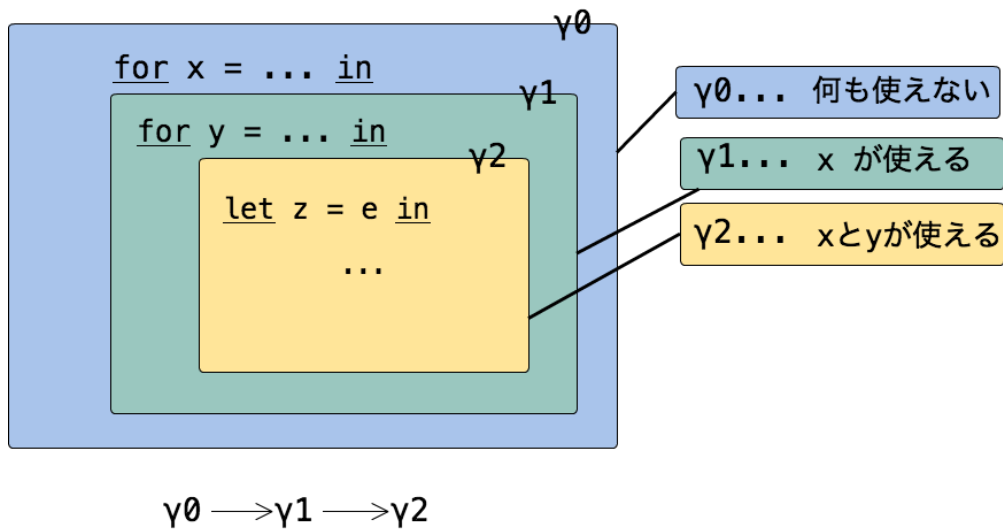 γ0
for x = ... in
γ1
for y = ... in
γ2
let z = e in
...
γ0... 何も使えない
γ1... x が使える
γ2... xとyが使える
γ0 → γ1 → γ2